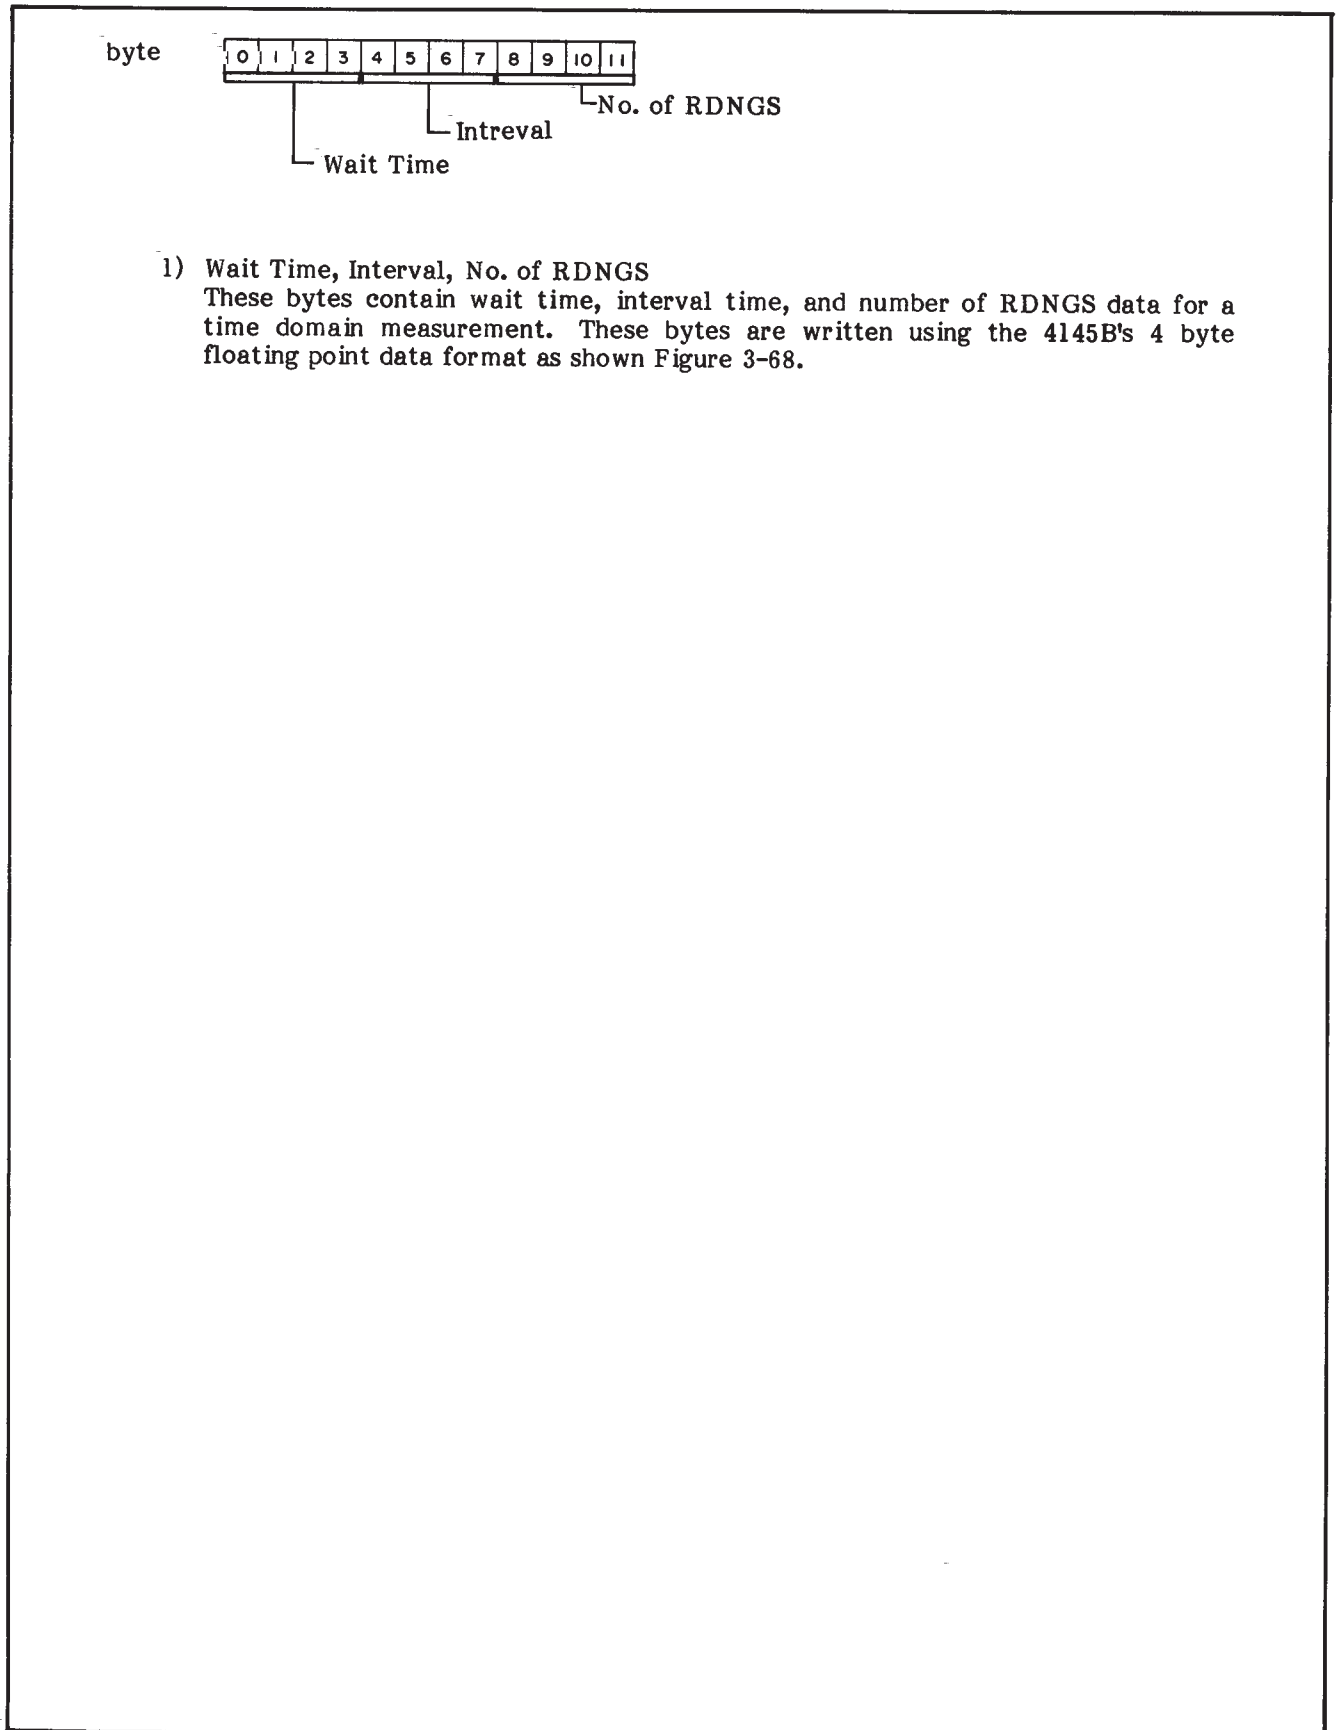 byte 0 1 2 3 4 5 6 7 8 9 10 11
No. of RDNGS
Intreval
Wait Time
1) Wait Time, Interval, No. of RDNGS
These bytes contain wait time, interval time, and number of RDNGS data for a
time domain measurement. These bytes are written using the 4145B's 4 byte
floating point data format as shown Figure 3-68.